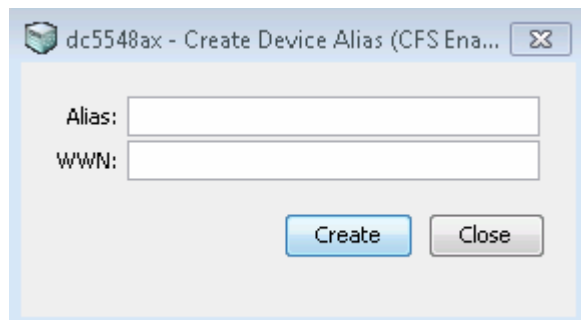 dc5548ax - Create Device Alias (CFS Ena...
Alias:
WWN:
Create Close